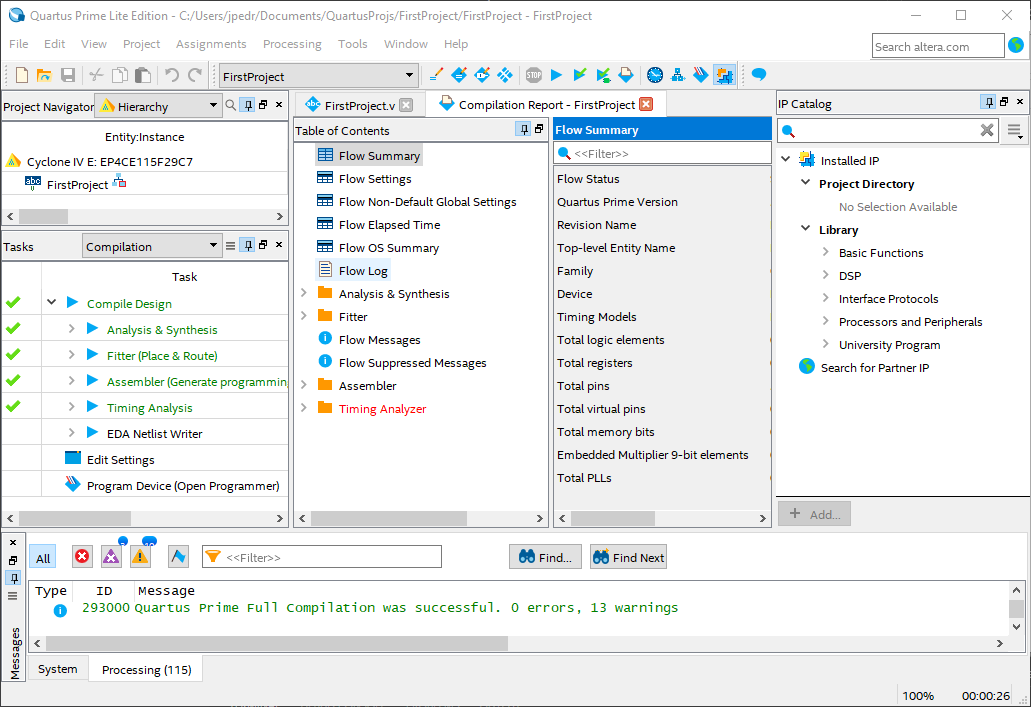 Quartus Prime Lite Edition - C:/Users/jpedr/Documents/QuartusProjs/FirstProject/FirstProject - FirstProject
File Edit View Project Assignments Processing Tools Window Help
Search altera.com
FirstProject
STOP
Project Navigator
Hierarchy
Entity:Instance
Cyclone IV E: EP4CE115F29C7
abc FirstProject
Tasks
Compilation
Task
Compile Design
Analysis & Synthesis
Fitter (Place & Route)
Assembler (Generate programmin
Timing Analysis
EDA Netlist Writer
Edit Settings
Program Device (Open Programmer)
abc FirstProject.v
Compilation Report - FirstProject
Table of Contents
Flow Summary
Flow Settings
Flow Non-Default Global Settings
Flow Elapsed Time
Flow OS Summary
Flow Log
Analysis & Synthesis
Fitter
Flow Messages
Flow Suppressed Messages
Assembler
Timing Analyzer
Flow Summary
<<Filter>>
Flow Status
Quartus Prime Version
Revision Name
Top-level Entity Name
Family
Device
Timing Models
Total logic elements
Total registers
Total pins
Total virtual pins
Total memory bits
Embedded Multiplier 9-bit elements
Total PLLs
IP Catalog
Installed IP
Project Directory
No Selection Available
Library
Basic Functions
DSP
Interface Protocols
Processors and Peripherals
University Program
Search for Partner IP
+ Add...
All
<<Filter>>
Find...
Find Next
Type ID Message
293000 Quartus Prime Full Compilation was successful. 0 errors, 13 warnings
Messages
System
Processing (115)
100% 00:00:26